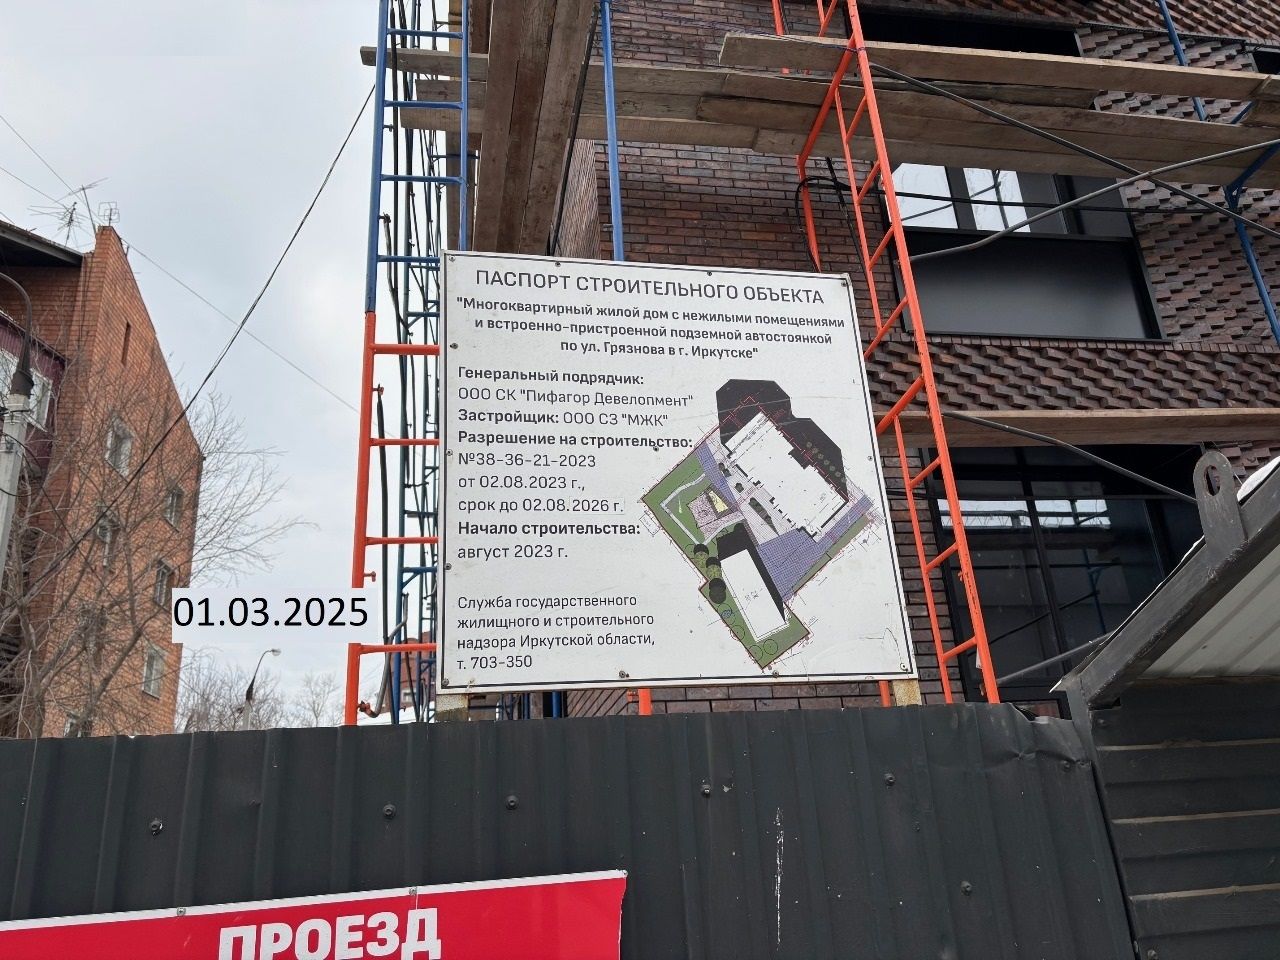 ПАСПОРТ СТРОИТЕЛЬНОГО ОБЪЕКТА
"Многоквартирный жилой дом с нежилыми помещениями
и встроенно-пристроенной подземной автостоянкой
по ул. Грязнова в г. Иркутске"
Генеральный подрядчик:
ООО СК "Пифагор Девелопмент"
Застройщик: ООО СЗ "МЖК"
Разрешение на строительство:
№38-36-21-2023
от 02.08.2023 г.,
срок до 02.08.2026 г.
Начало строительства:
август 2023 г.
Служба государственного
жилищного и строительного
надзора Иркутской области,
т. 703-350
01.03.2025
ПРОЕЗД